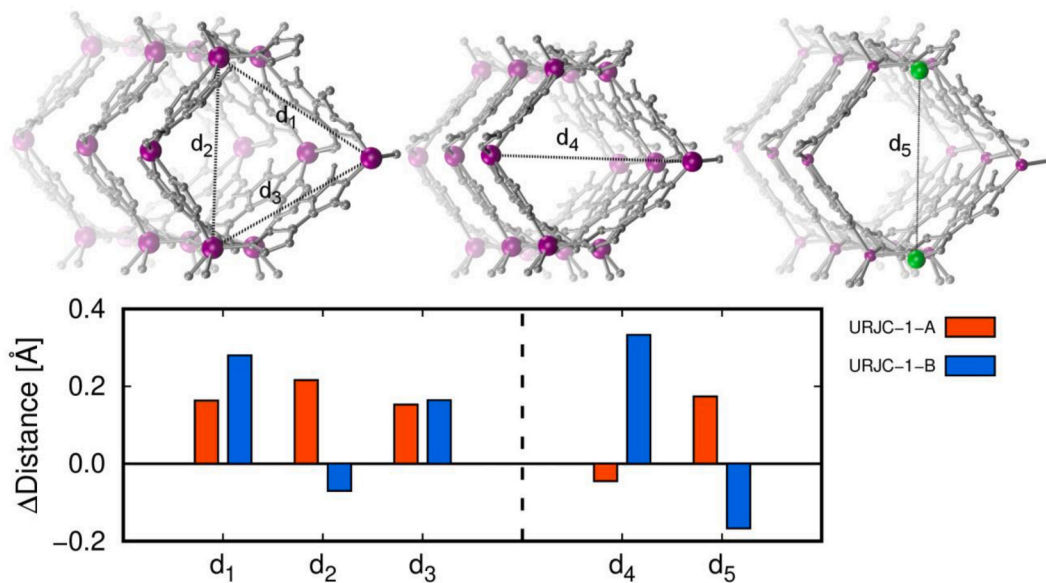 d1
d2
d3
d4
d5
ΔDistance [Å]
0.4
0.2
0.0
−0.2
d1
d2
d3
d4
d5
URJC-1-A
URJC-1-B